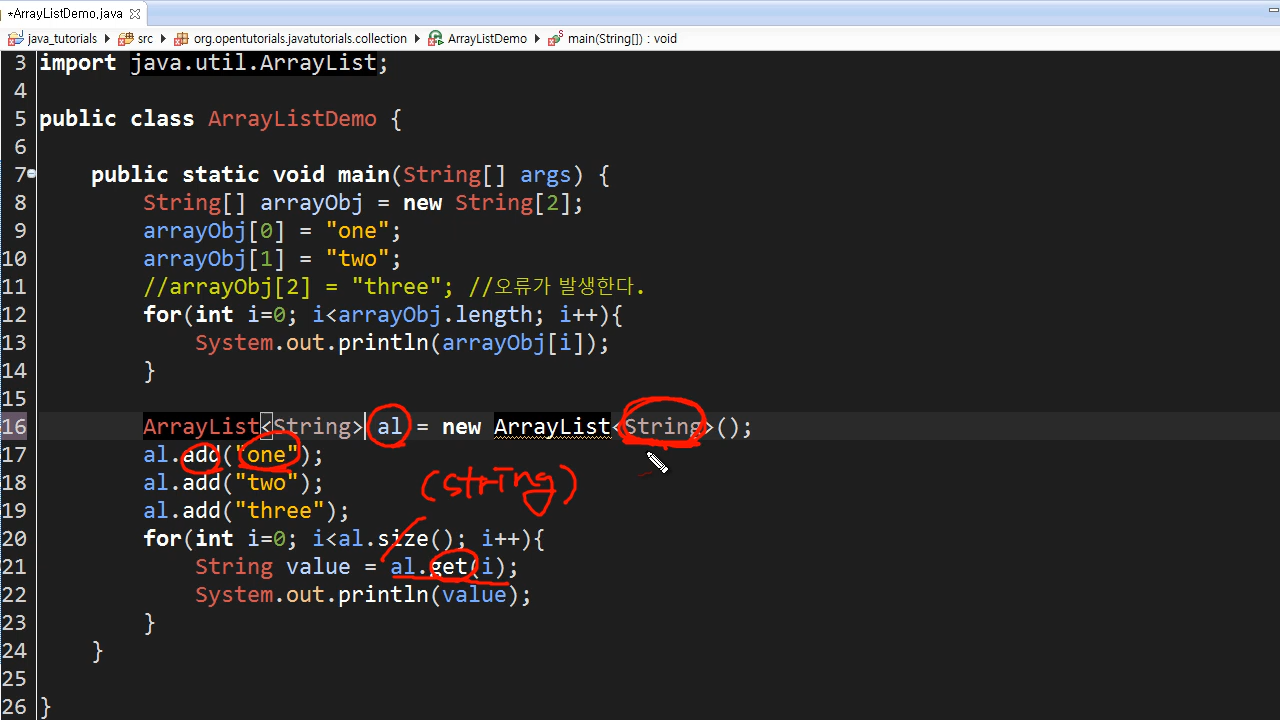 *ArrayListDemo.java
java_tutorials src org.opentutorials.javatutorials.collection ArrayListDemo main(String[]) : void
3 import java.util.ArrayList;
4
5 public class ArrayListDemo {
6
7 public static void main(String[] args) {
8 String[] arrayObj = new String[2];
9 arrayObj[0] = "one";
10 arrayObj[1] = "two";
11 //arrayObj[2] = "three"; //오류가 발생한다.
12 for(int i=0; i<arrayObj.length; i++){
13 System.out.println(arrayObj[i]);
14 }
15
16 ArrayList<String> al = new ArrayList<String>();
17 al.add("one");
(string)
18 al.add("two");
19 al.add("three");
20 for(int i=0; i<al.size(); i++){
21 String value = al.get(i);
22 System.out.println(value);
23 }
24 }
25
26 }